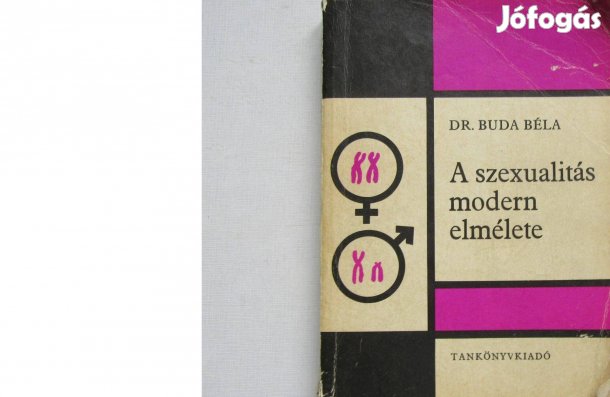 Jófogás
DR. BUDA BÉLA
A szexualitás
modern
elmélete
TANKÖNYVKIADÓ